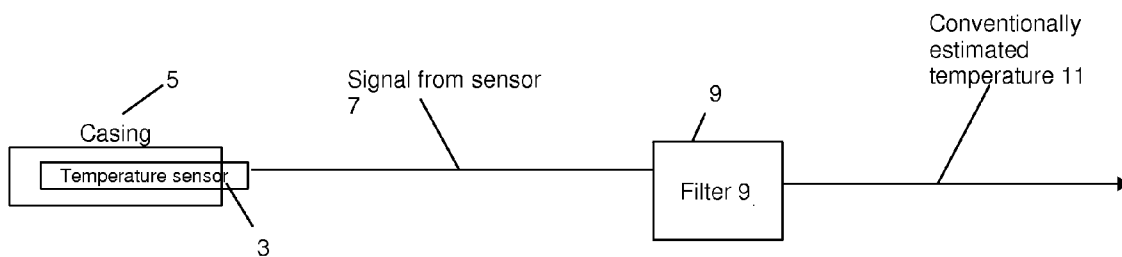 Conventionally
estimated
temperature 11
5
Signal from sensor
7
9
Casing
Temperature sensor
Filter 9
3